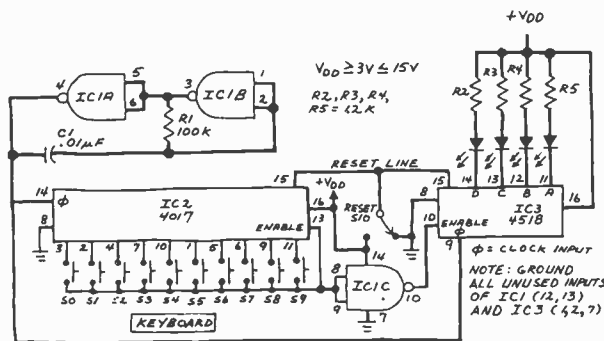 +VDD
4
IC1A
5
6
3
IC1B
1
2
VDD ≥ 3V ≤ 15V
R2, R3, R4,
R5 = 1.2K
R2
R3
R4
R5
C1
.01µF
R1
100K
14
13
12
11
D
C
B
A
RESET LINE
15
+VDD
15
14
ø
IC2
4017
16
13
ENABLE
8
RESET
S10
8
10
ENABLE
9
ø
IC3
4518
16
3
2
4
7
10
1
5
6
9
11
14
8
9
IC1C
10
7
S0
S1
S2
S3
S4
S5
S6
S7
S8
S9
KEYBOARD
ø = CLOCK INPUT
NOTE: GROUND
ALL UNUSED INPUTS
OF IC1 (12, 13)
AND IC3 (1, 2, 7)